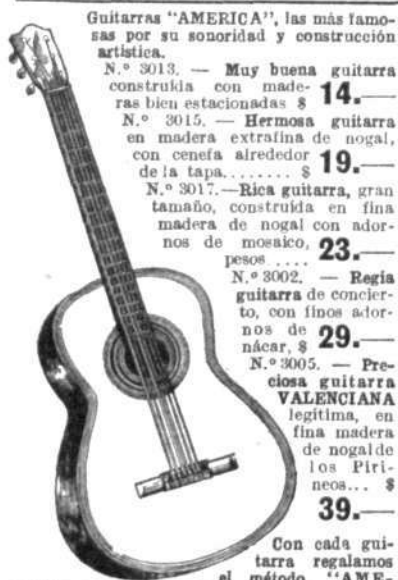 Guitarras "AMERICA", las más famo-
sas por su sonoridad y construcción
artística.
N.º 3013. — Muy buena guitarra
construída con made-
ras bien estacionadas $ 14.—
N.º 3015. — Hermosa guitarra
en madera extrafina de nogal,
con cenefa alrededor
de la tapa........ $ 19.—
N.º 3017.—Rica guitarra, gran
tamaño, construída en fina
madera de nogal con ador-
nos de mosaico,
pesos .... 23.—
N.º 3002. — Regia
guitarra de concier-
to, con finos ador-
nos de
nácar, $ 29.—
N.º 3005. — Pre-
ciosa guitarra
VALENCIANA
legítima, en
fina madera
de nogal de
los Piri-
neos... $
39.—
Con cada gui-
tarra regalamos
el método "AME-